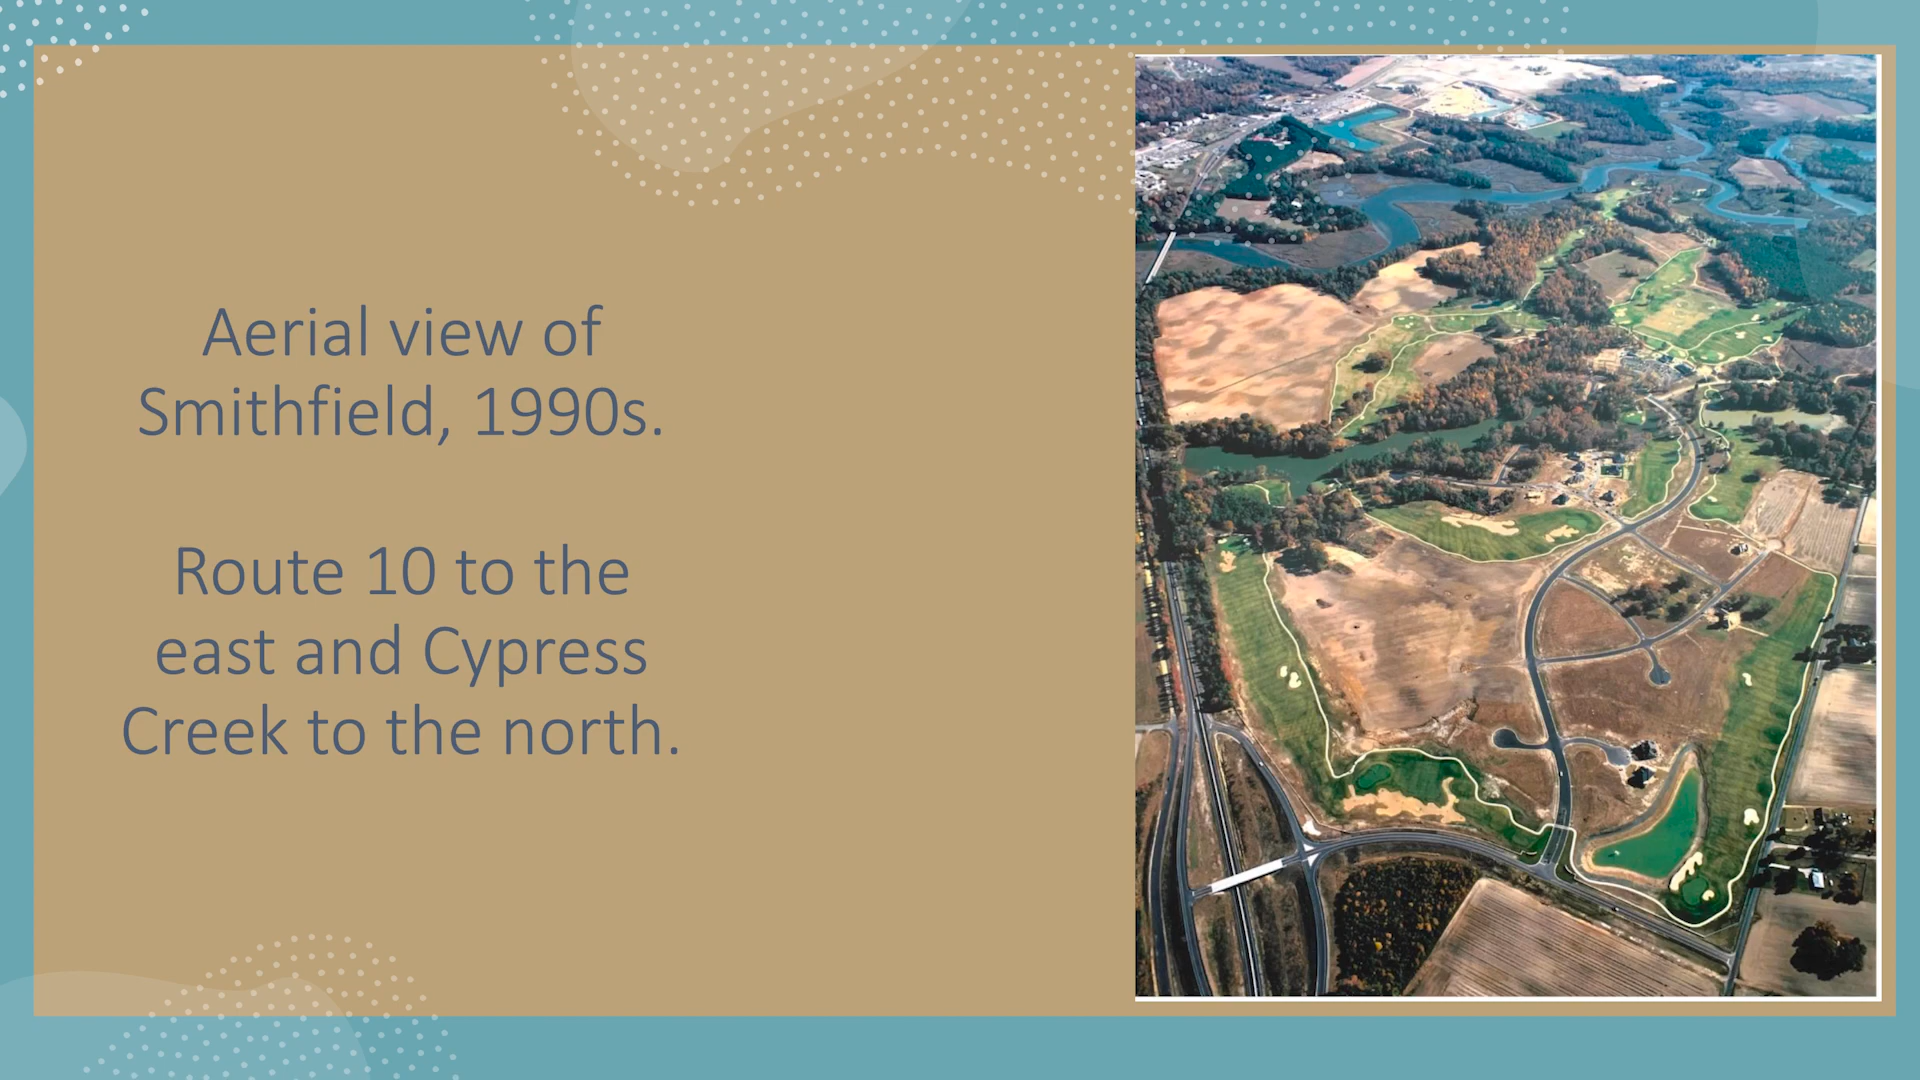 Aerial view of
Smithfield, 1990s.
Route 10 to the
east and Cypress
Creek to the north.